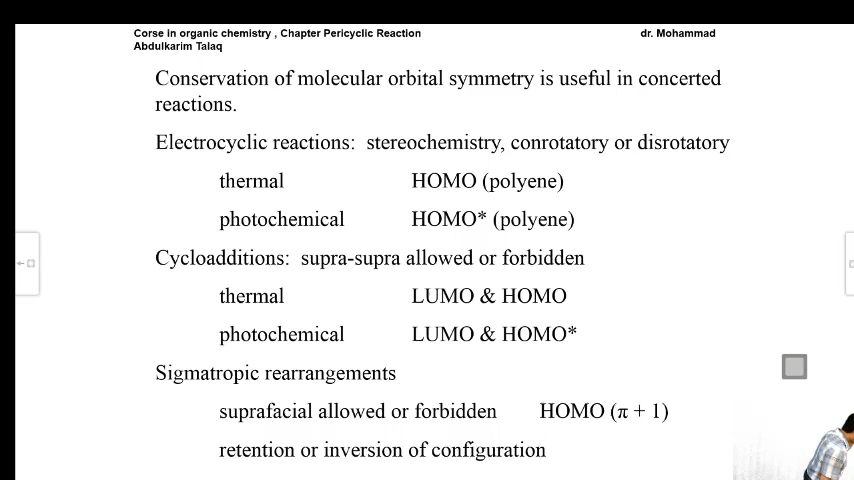 Corse in organic chemistry , Chapter Pericyclic Reaction dr. Mohammad
Abdulkarim Talaq
Conservation of molecular orbital symmetry is useful in concerted
reactions.
Electrocyclic reactions: stereochemistry, conrotatory or disrotatory
thermal HOMO (polyene)
photochemical HOMO* (polyene)
Cycloadditions: supra-supra allowed or forbidden
thermal LUMO & HOMO
photochemical LUMO & HOMO*
Sigmatropic rearrangements
suprafacial allowed or forbidden HOMO (π + 1)
retention or inversion of configuration